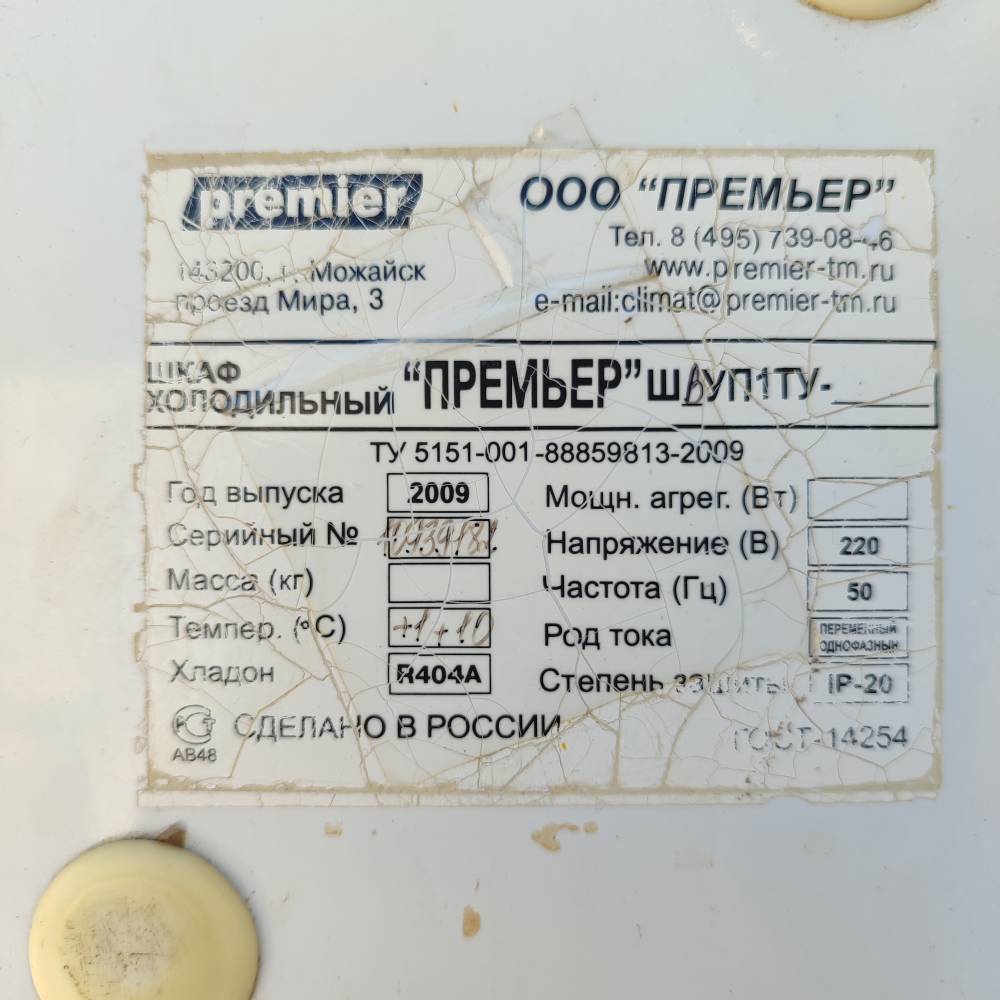 premier
ООО “ПРЕМЬЕР”
Тел. 8 (495) 739-08-46
www.premier-tm.ru
e-mail:climat@premier-tm.ru
143200, г. Можайск
проезд Мира, 3
ШКАФ
ХОЛОДИЛЬНЫЙ
“ПРЕМЬЕР” ШВУП1ТУ-
ТУ 5151-001-88859813-2009
Год выпуска 2009
Серийный №
Масса (кг)
Темпер. (°С) +1 +10
Хладон R404A
Мощн. агрег. (Вт)
Напряжение (В) 220
Частота (Гц) 50
Род тока ПЕРЕМЕННЫЙ
ОДНОФАЗНЫЙ
Степень защиты IP-20
РСТ
АВ48
СДЕЛАНО В РОССИИ
ГОСТ-14254